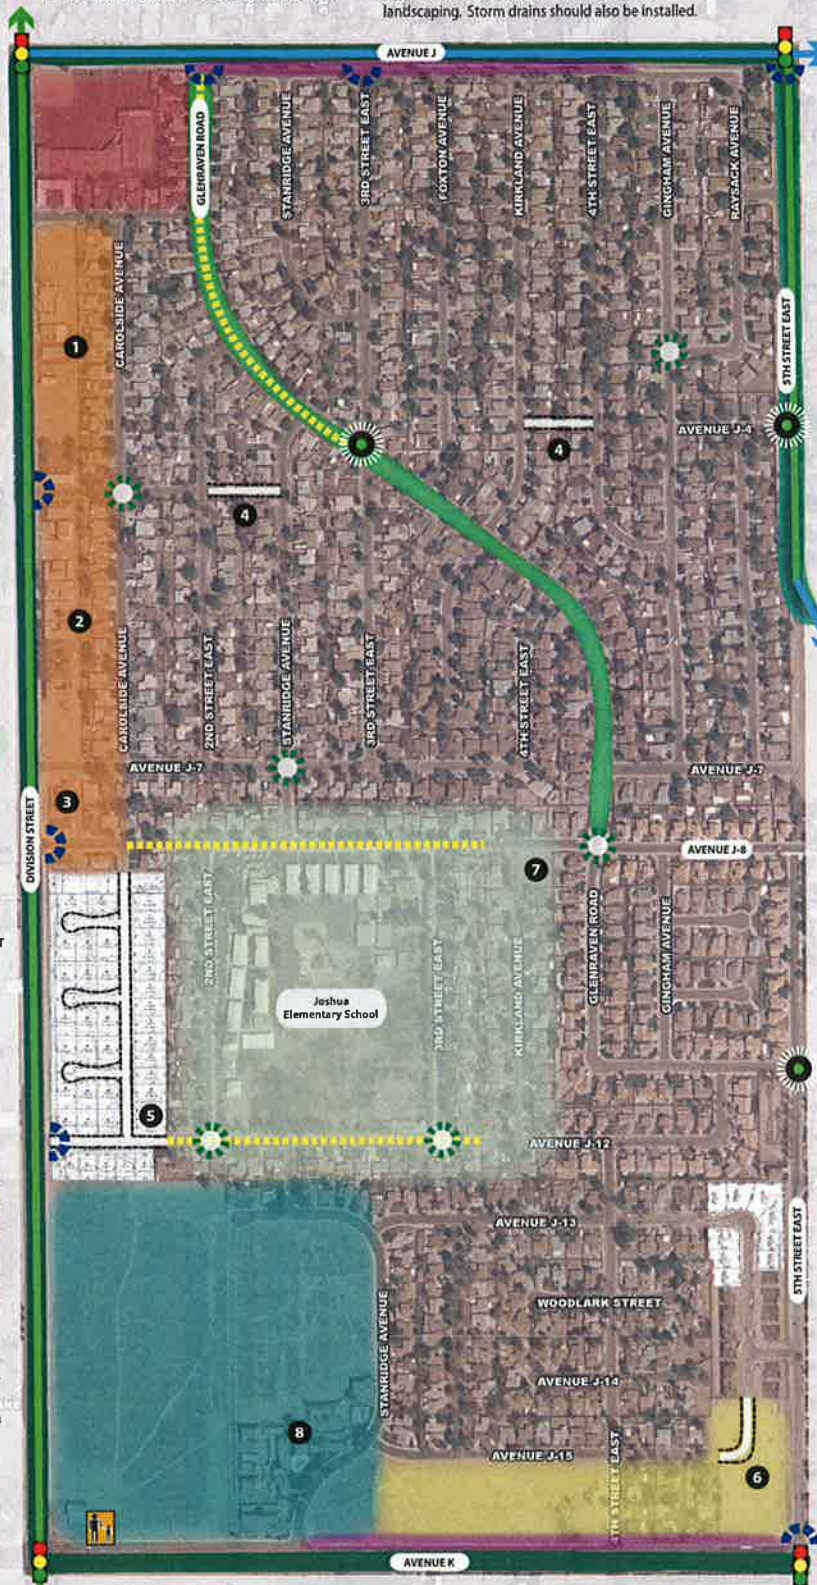 landscaping. Storm drains should also be installed.
AVENUE J
GLENRAVEN ROAD
STANRIDGE AVENUE
3RD STREET EAST
FOXTON AVENUE
KIRKLAND AVENUE
4TH STREET EAST
GINGHAM AVENUE
RAYSACK AVENUE
CAROLSIDE AVENUE
5TH STREET EAST
1
4
AVENUE J-4
4
2
CAROLSIDE AVENUE
2ND STREET EAST
STANRIDGE AVENUE
3RD STREET EAST
4TH STREET EAST
AVENUE J-7
AVENUE J-7
3
DIVISION STREET
AVENUE J-8
7
2ND STREET EAST
GLENRAVEN ROAD
GINGHAM AVENUE
3RD STREET EAST
KIRKLAND AVENUE
Joshua
Elementary School
5
AVENUE J-12
AVENUE J-13
5TH STREET EAST
WOODLARK STREET
STANRIDGE AVENUE
AVENUE J-14
8
AVENUE J-15
4TH STREET EAST
6
AVENUE K